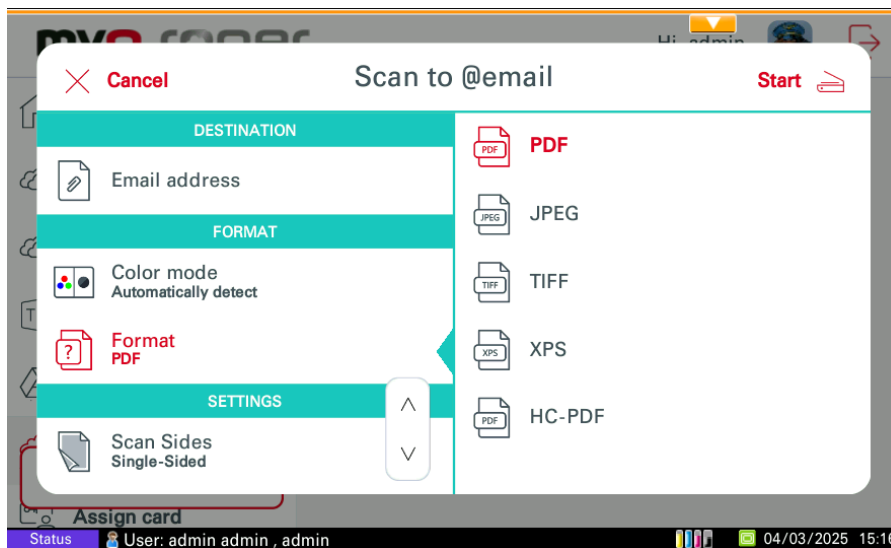 Hi, admin
Cancel
Scan to @email
Start
DESTINATION
Email address
FORMAT
Color mode
Automatically detect
Format
PDF
SETTINGS
Scan Sides
Single-Sided
PDF
PDF
JPEG
JPEG
TIFF
TIFF
XPS
XPS
PDF
HC-PDF
Assign card
Status
User: admin admin , admin
04/03/2025 15:16